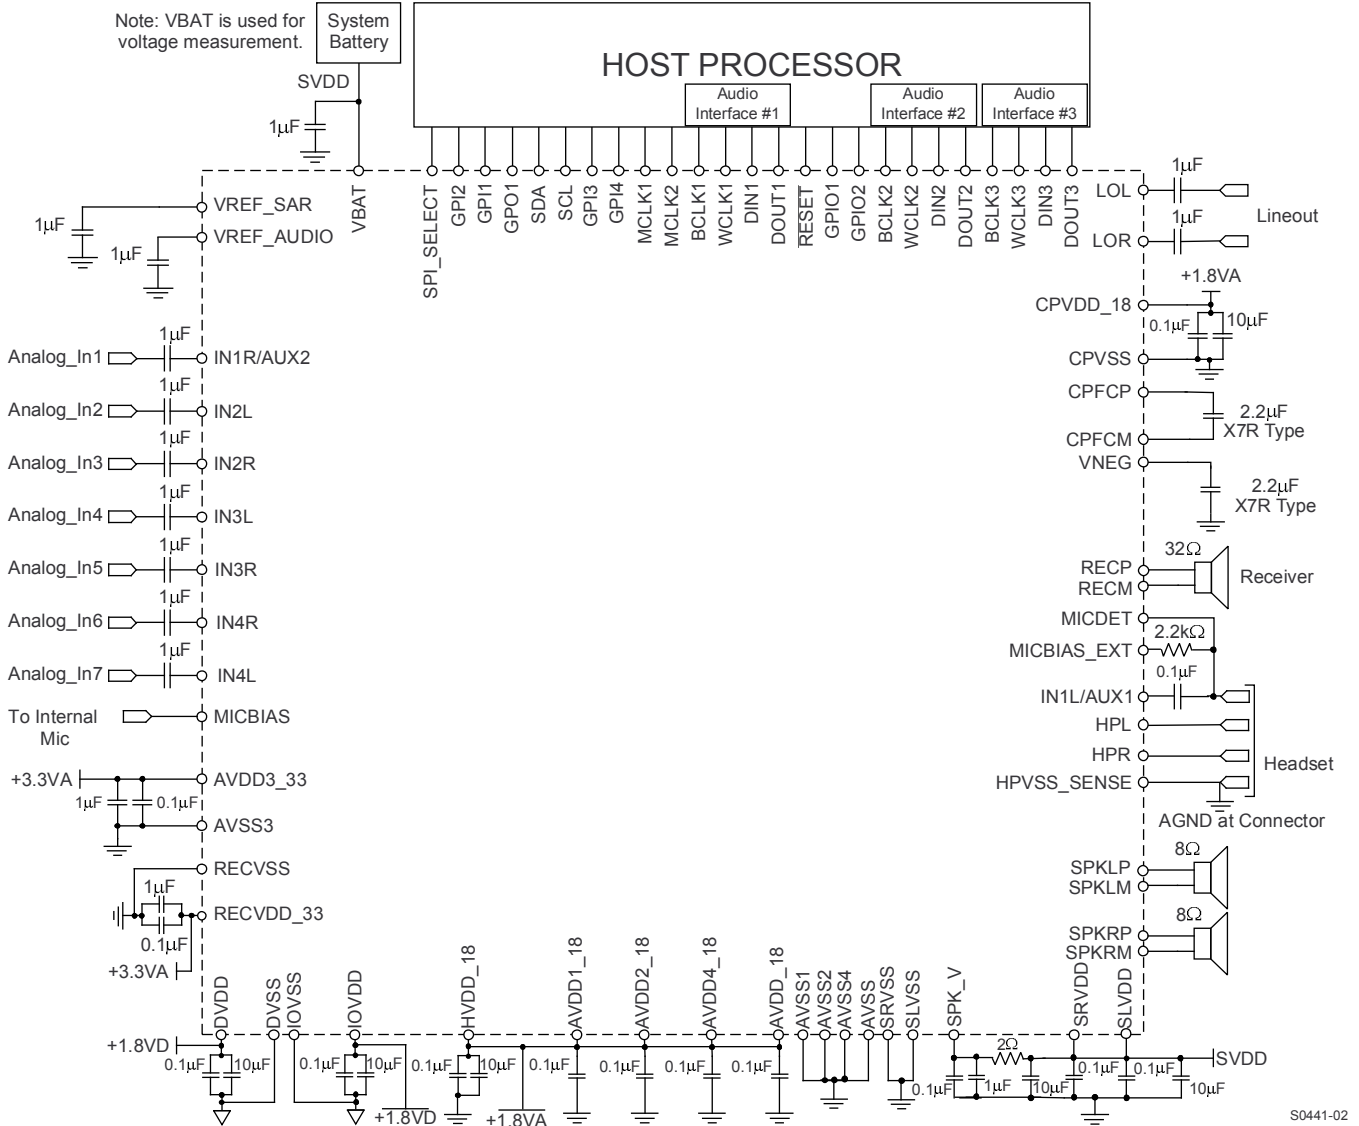 Note: VBAT is used for
voltage measurement.
System
Battery
SVDD
1μF
HOST PROCESSOR
Audio
Interface #1
Audio
Interface #2
Audio
Interface #3
VBAT
SPI_SELECT
GPI2
GPI1
GPO1
SDA
SCL
GPI3
GPI4
MCLK1
MCLK2
BCLK1
WCLK1
DIN1
DOUT1
RESET
GPIO1
GPIO2
BCLK2
WCLK2
DIN2
DOUT2
BCLK3
WCLK3
DIN3
DOUT3
1μF
VREF_SAR
1μF
VREF_AUDIO
1μF
Analog_In1
IN1R/AUX2
1μF
Analog_In2
IN2L
1μF
Analog_In3
IN2R
1μF
Analog_In4
IN3L
1μF
Analog_In5
IN3R
1μF
Analog_In6
IN4R
1μF
Analog_In7
IN4L
To Internal
Mic
MICBIAS
+3.3VA
AVDD3_33
1μF
0.1μF
AVSS3
RECVSS
1μF
RECVDD_33
0.1μF
+3.3VA
LOL
1μF
LOR
1μF
Lineout
+1.8VA
CPVDD_18
0.1μF
10μF
CPVSS
CPFCP
2.2μF
X7R Type
CPFCM
VNEG
2.2μF
X7R Type
32Ω
RECP
RECM
Receiver
MICDET
2.2kΩ
MICBIAS_EXT
0.1μF
IN1L/AUX1
HPL
HPR
HPVSS_SENSE
Headset
AGND at Connector
8Ω
SPKLP
SPKLM
8Ω
SPKRP
SPKRM
DVDD
DVSS
IOVSS
IOVDD
HVDD_18
AVDD1_18
AVDD2_18
AVDD4_18
AVDD_18
AVSS1
AVSS2
AVSS4
AVSS
SRVSS
SLVSS
SPK_V
SRVDD
SLVDD
+1.8VD
0.1μF
10μF
0.1μF
10μF
+1.8VD
0.1μF
10μF
+1.8VA
0.1μF
0.1μF
0.1μF
0.1μF
2Ω
0.1μF
1μF
10μF
0.1μF
0.1μF
10μF
SVDD
S0441-02